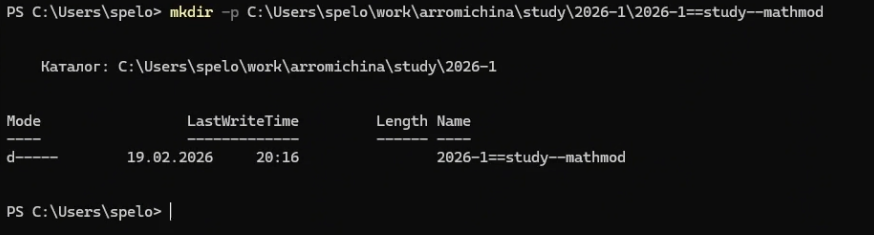 PS C:\Users\spelo> mkdir -p C:\Users\spelo\work\arromichina\study\2026-1\2026-1==study--mathmod
Каталог: C:\Users\spelo\work\arromichina\study\2026-1
Mode LastWriteTime Length Name
---- ------------- ------ ----
d----- 19.02.2026 20:16 2026-1==study--mathmod
PS C:\Users\spelo>